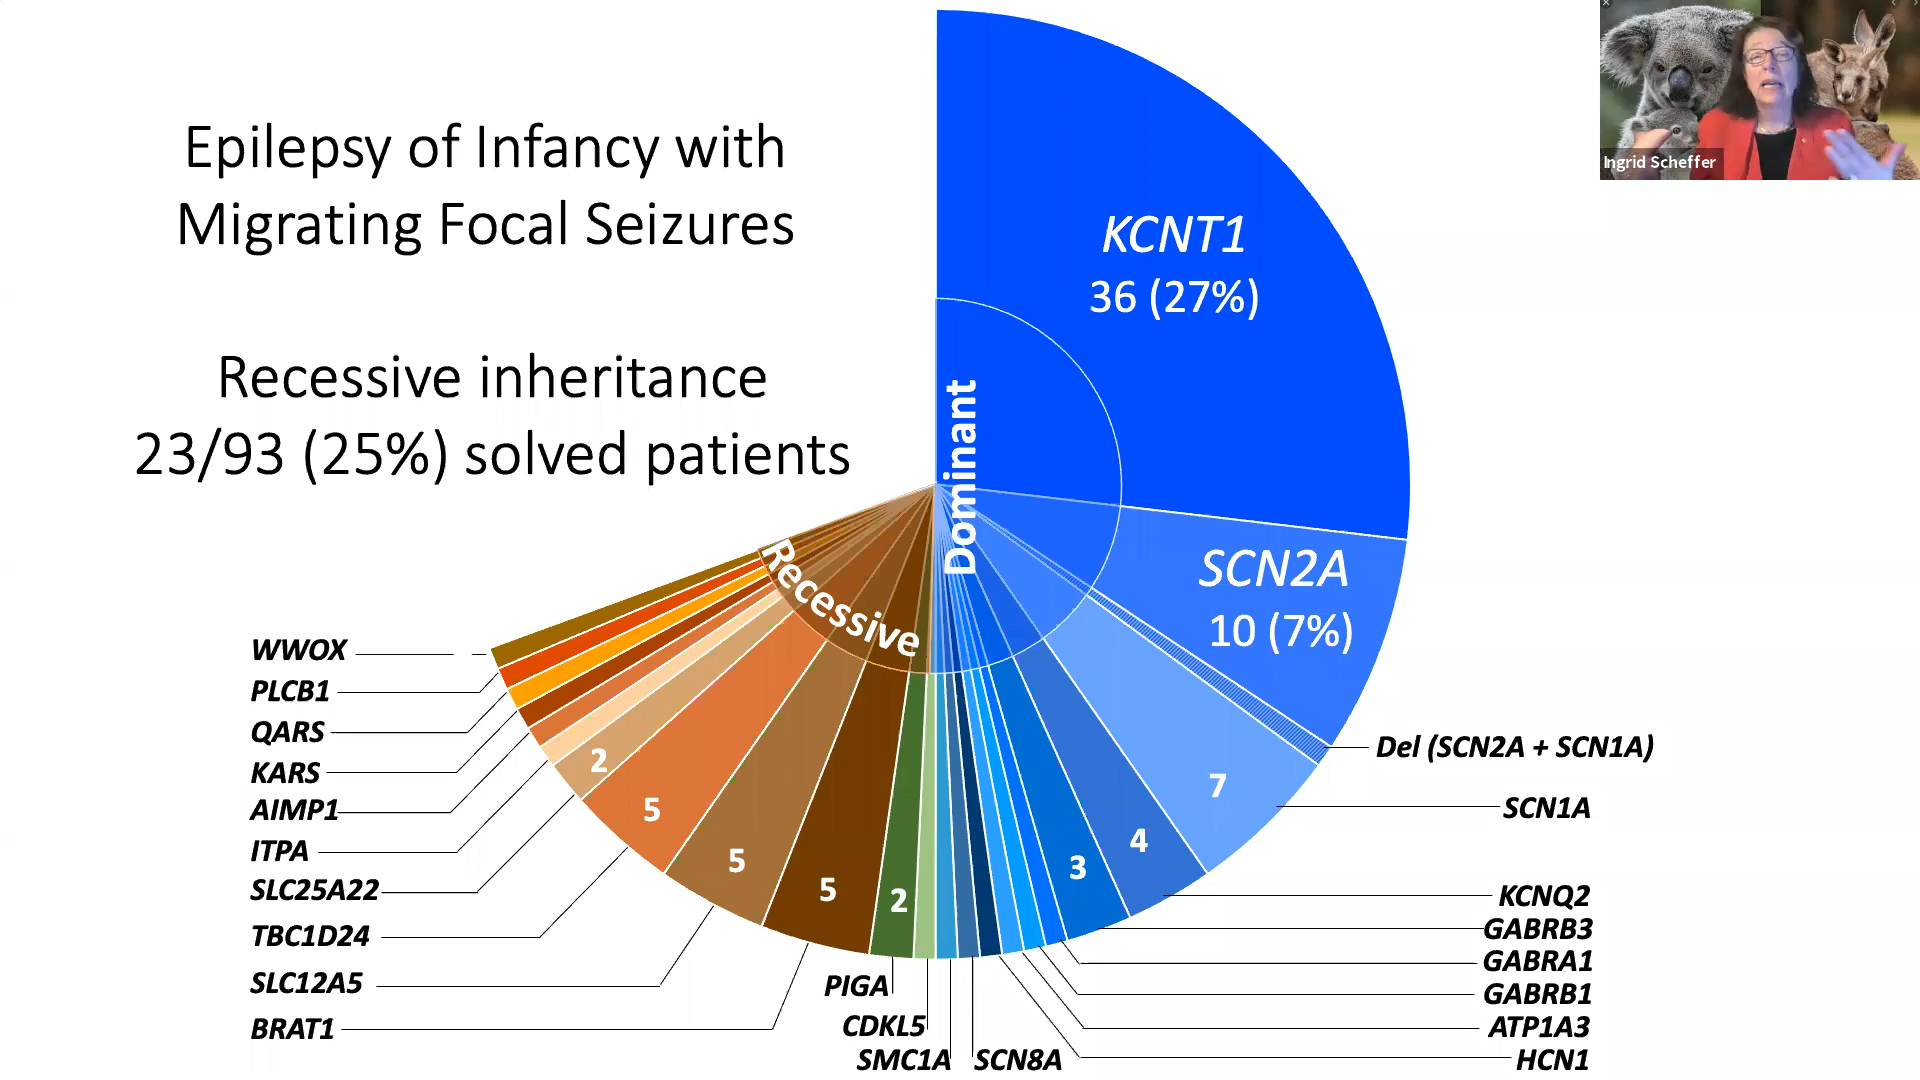 Epilepsy of Infancy with
Migrating Focal Seizures
Recessive inheritance
23/93 (25%) solved patients
KCNT1
36 (27%)
SCN2A
10 (7%)
Dominant
Recessive
Ingrid Scheffer
Del (SCN2A + SCN1A)
7
SCN1A
4
KCNQ2
3
GABRB3
GABRA1
GABRB1
ATP1A3
HCN1
SCN8A
SMC1A
CDKL5
2
PIGA
5
BRAT1
5
SLC12A5
5
TBC1D24
2
SLC25A22
ITPA
AIMP1
KARS
QARS
PLCB1
WWOX